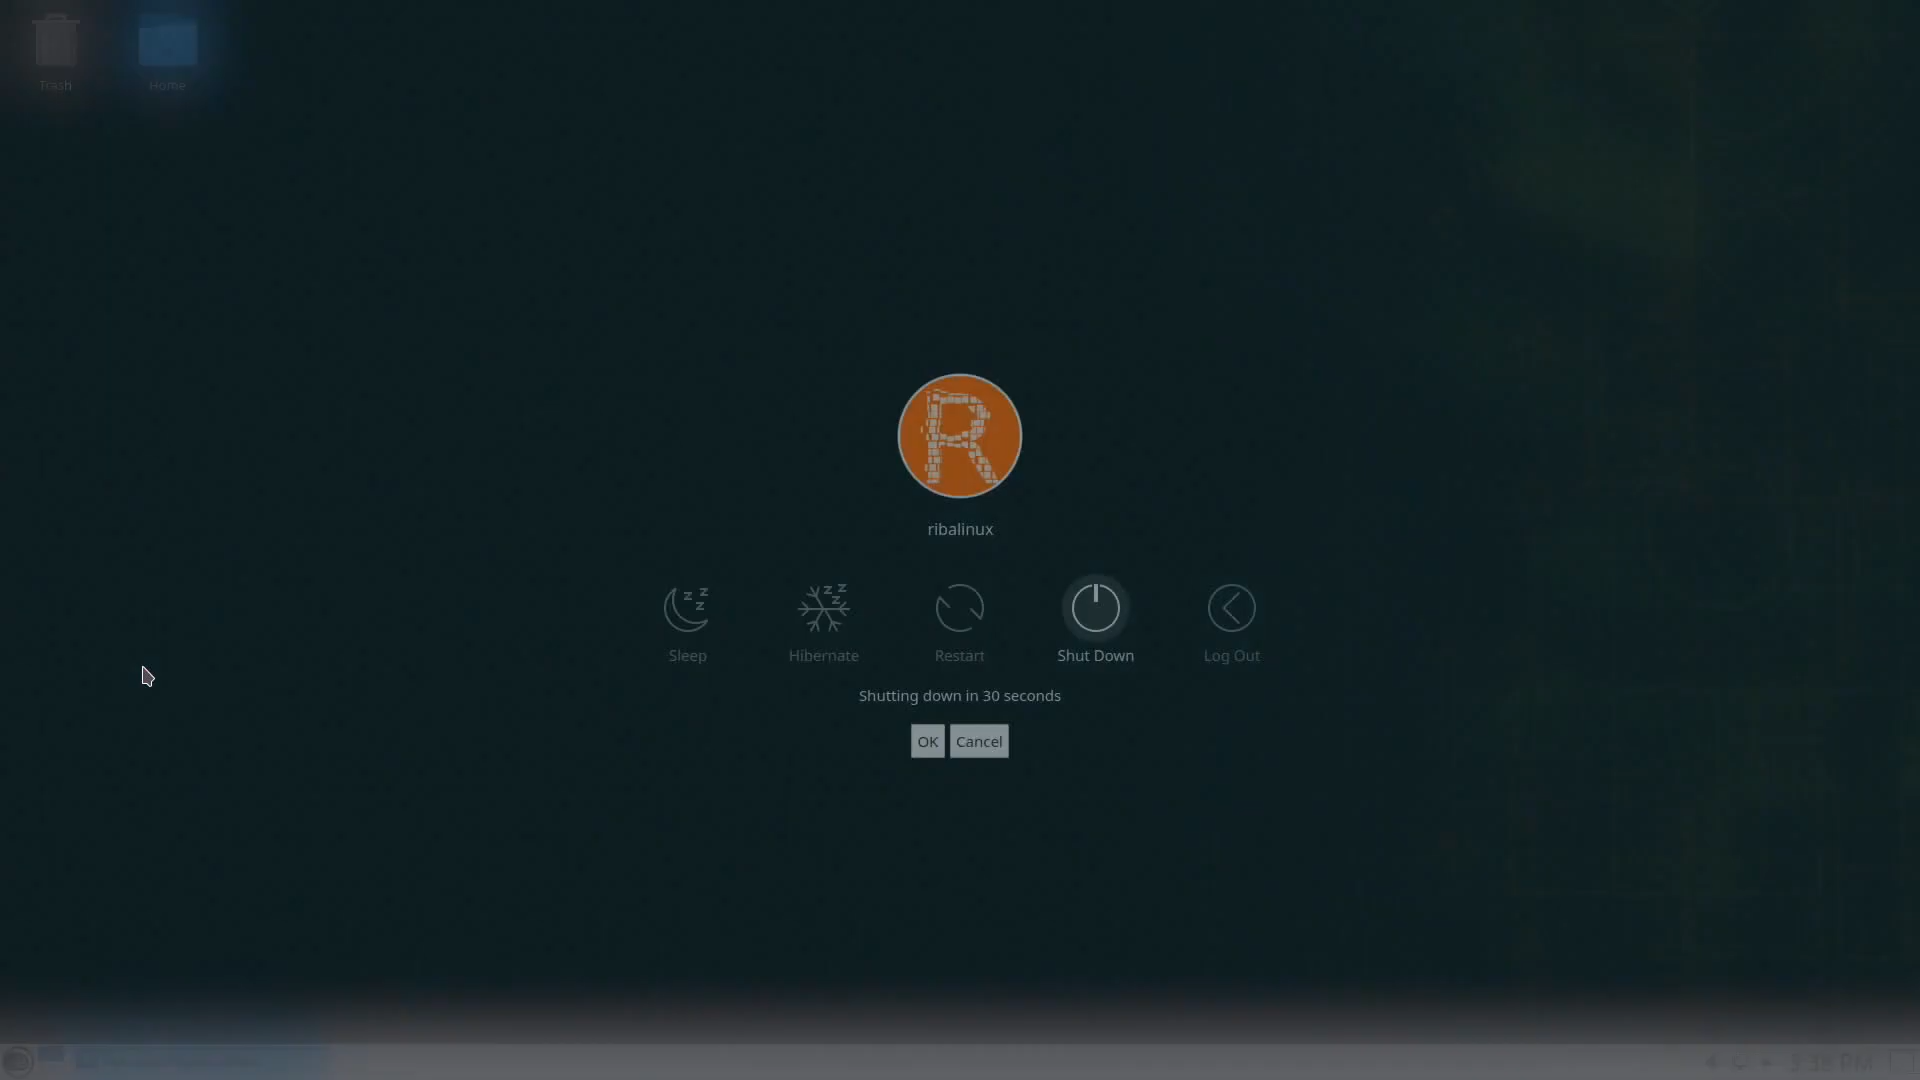 Trash
Home
R
ribalinux
Sleep
Hibernate
Restart
Shut Down
Log Out
Shutting down in 30 seconds
OK
Cancel